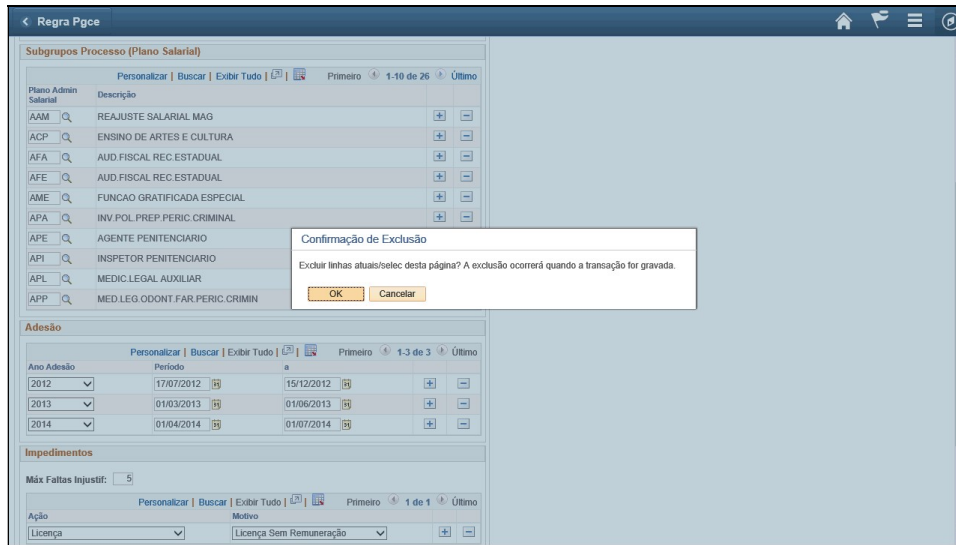 Regra Pgce
Subgrupos Processo (Plano Salarial)
Personalizar | Buscar | Exibir Tudo | | Primeiro 1-10 de 26 Último
Plano Admin Salarial Descrição
AAM REAJUSTE SALARIAL MAG
ACP ENSINO DE ARTES E CULTURA
AFA AUD.FISCAL REC.ESTADUAL
AFE AUD.FISCAL REC.ESTADUAL
AME FUNCAO GRATIFICADA ESPECIAL
APA INV.POL.PREP.PERIC.CRIMINAL
APE AGENTE PENITENCIARIO
API INSPETOR PENITENCIARIO
APL MEDIC.LEGAL AUXILIAR
APP MED.LEG.ODONT.FAR.PERIC.CRIMIN
Confirmação de Exclusão
Excluir linhas atuais/selec desta página? A exclusão ocorrerá quando a transação for gravada.
OK Cancelar
Adesão
Personalizar | Buscar | Exibir Tudo | | Primeiro 1-3 de 3 Último
Ano Adesão Período a
2012 17/07/2012 15/12/2012
2013 01/03/2013 01/06/2013
2014 01/04/2014 01/07/2014
Impedimentos
Máx Faltas Injustif: 5
Personalizar | Buscar | Exibir Tudo | | Primeiro 1 de 1 Último
Ação Motivo
Licença Licença Sem Remuneração